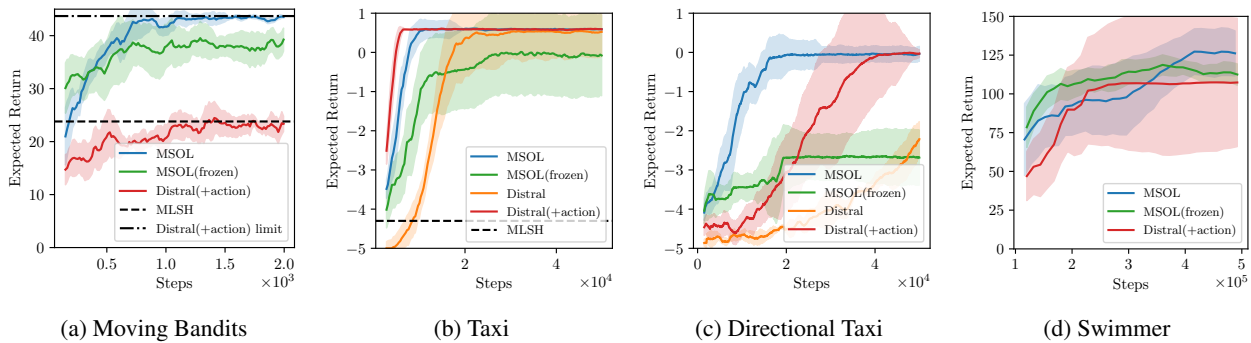 Expected Return
40
30
20
10
0
MSOL
MSOL(frozen)
Distral(+action)
MLSH
Distral(+action) limit
0.5 1.0 1.5 2.0
Steps ×10³
(a) Moving Bandits
Expected Return
1
0
−1
−2
−3
−4
−5
MSOL
MSOL(frozen)
Distral
Distral(+action)
MLSH
2 4
Steps ×10⁴
(b) Taxi
Expected Return
1
0
−1
−2
−3
−4
−5
MSOL
MSOL(frozen)
Distral
Distral(+action)
0 2 4
Steps ×10⁴
(c) Directional Taxi
Expected Return
150
125
100
75
50
25
0
MSOL
MSOL(frozen)
Distral(+action)
1 2 3 4 5
Steps ×10⁵
(d) Swimmer